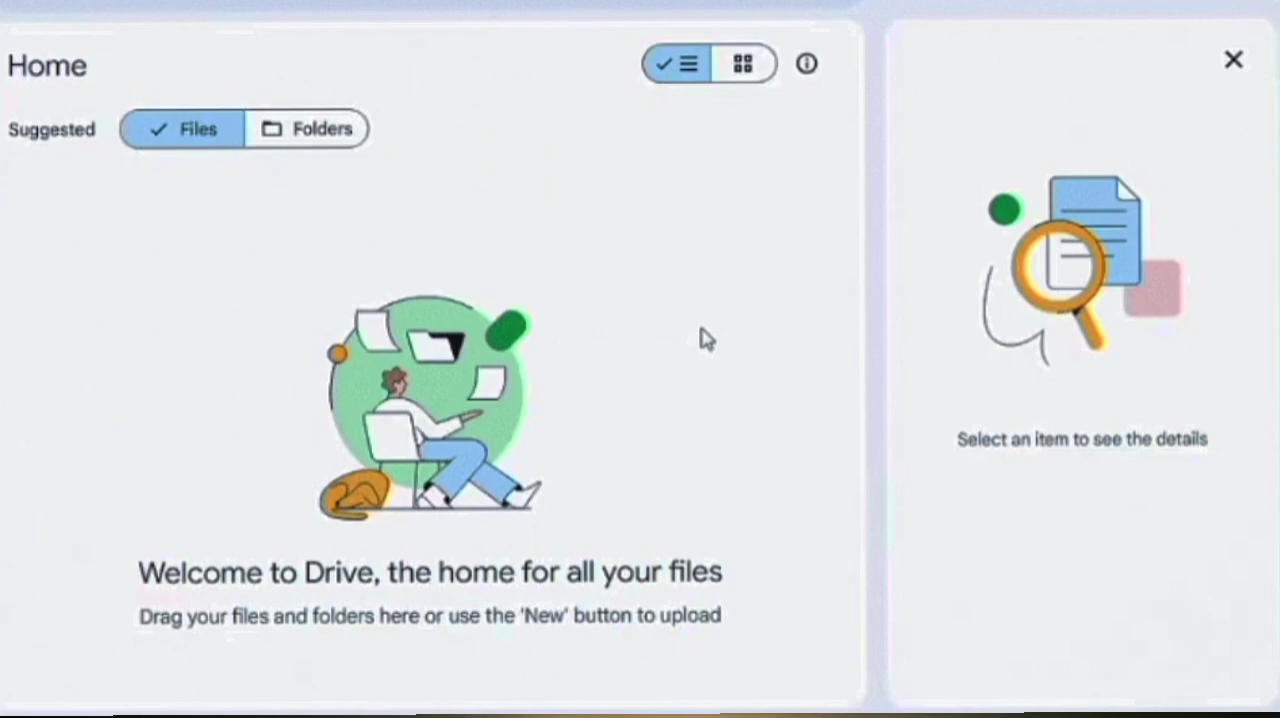 Home
Suggested
Files
Folders
Welcome to Drive, the home for all your files
Drag your files and folders here or use the 'New' button to upload
Select an item to see the details